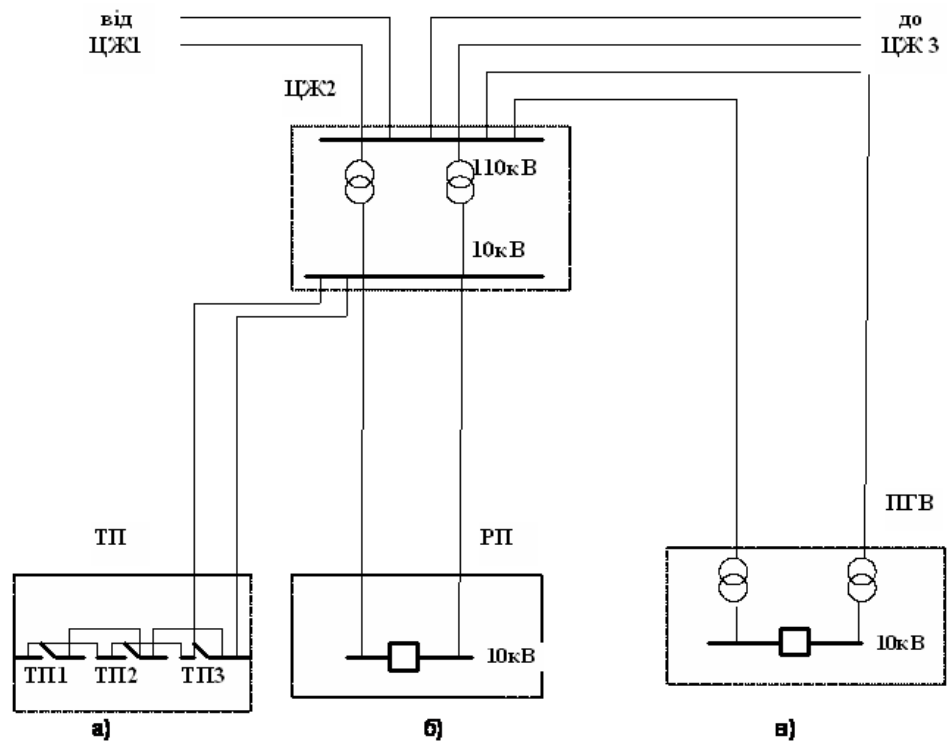 від
ЦЖ1
до
ЦЖ 3
ЦЖ2
110кВ
10кВ
ТП
РП
ПГВ
ТП1
ТП2
ТП3
10кВ
10кВ
а)
б)
в)